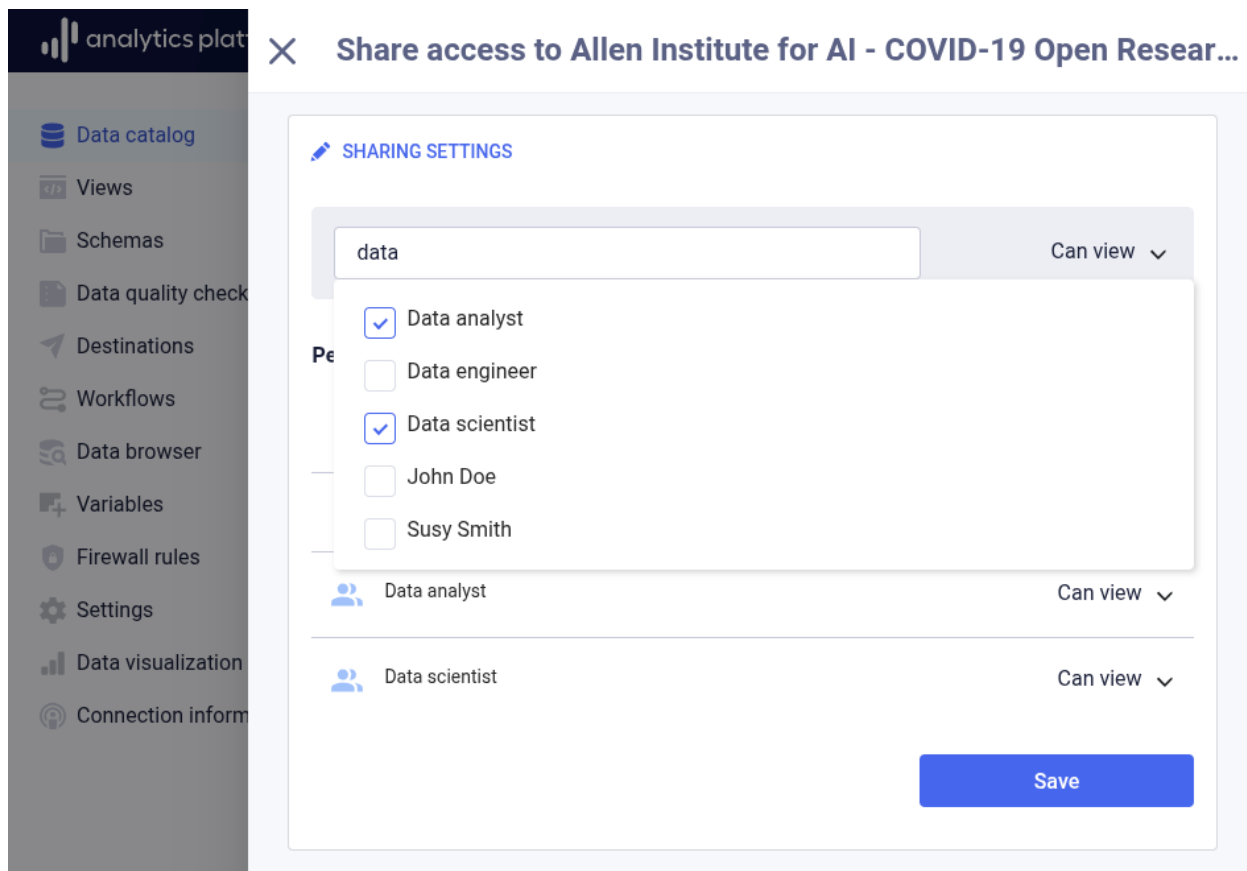 analytics plat
Share access to Allen Institute for AI - COVID-19 Open Resear...
Data catalog
Views
Schemas
Data quality check
Destinations
Workflows
Data browser
Variables
Firewall rules
Settings
Data visualization
Connection inform
SHARING SETTINGS
data
Can view
Pe
Data analyst
Data engineer
Data scientist
John Doe
Susy Smith
Data analyst
Can view
Data scientist
Can view
Save